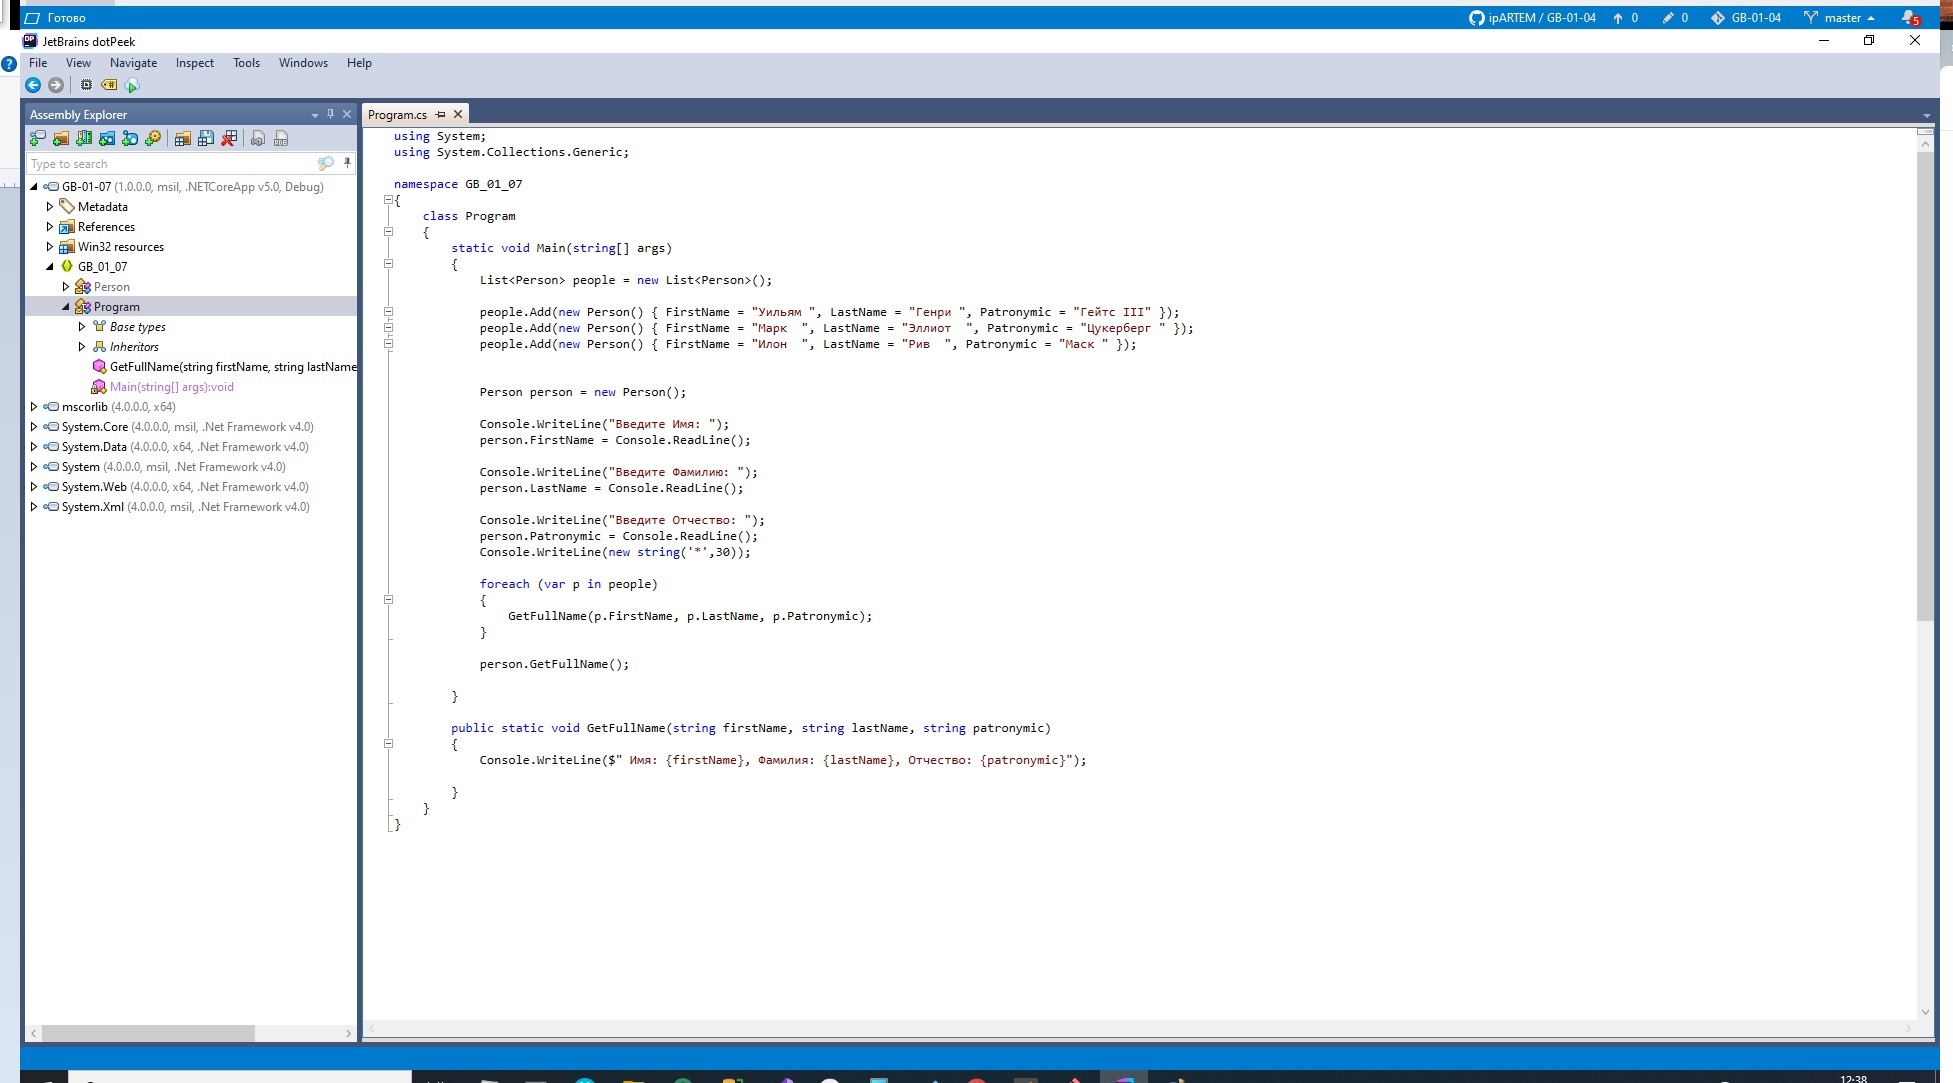 Готово
ipARTEM / GB-01-04 0 0 GB-01-04 master 5
JetBrains dotPeek
File View Navigate Inspect Tools Windows Help
Assembly Explorer
Type to search
GB-01-07 (1.0.0.0, msil, .NETCoreApp v5.0, Debug)
Metadata
References
Win32 resources
GB_01_07
Person
Program
Base types
Inheritors
GetFullName(string firstName, string lastName
Main(string[] args):void
mscorlib (4.0.0.0, x64)
System.Core (4.0.0.0, msil, .Net Framework v4.0)
System.Data (4.0.0.0, x64, .Net Framework v4.0)
System (4.0.0.0, msil, .Net Framework v4.0)
System.Web (4.0.0.0, x64, .Net Framework v4.0)
System.Xml (4.0.0.0, msil, .Net Framework v4.0)
Program.cs
using System;
using System.Collections.Generic;
namespace GB_01_07
{
class Program
{
static void Main(string[] args)
{
List<Person> people = new List<Person>();
people.Add(new Person() { FirstName = "Уильям ", LastName = "Генри ", Patronymic = "Гейтс III" });
people.Add(new Person() { FirstName = "Марк  ", LastName = "Эллиот  ", Patronymic = "Цукерберг " });
people.Add(new Person() { FirstName = "Илон  ", LastName = "Рив  ", Patronymic = "Маск " });
Person person = new Person();
Console.WriteLine("Введите Имя: ");
person.FirstName = Console.ReadLine();
Console.WriteLine("Введите Фамилию: ");
person.LastName = Console.ReadLine();
Console.WriteLine("Введите Отчество: ");
person.Patronymic = Console.ReadLine();
Console.WriteLine(new string('*',30));
foreach (var p in people)
{
GetFullName(p.FirstName, p.LastName, p.Patronymic);
}
person.GetFullName();
}
public static void GetFullName(string firstName, string lastName, string patronymic)
{
Console.WriteLine($" Имя: {firstName}, Фамилия: {lastName}, Отчество: {patronymic}");
}
}
}
12:38